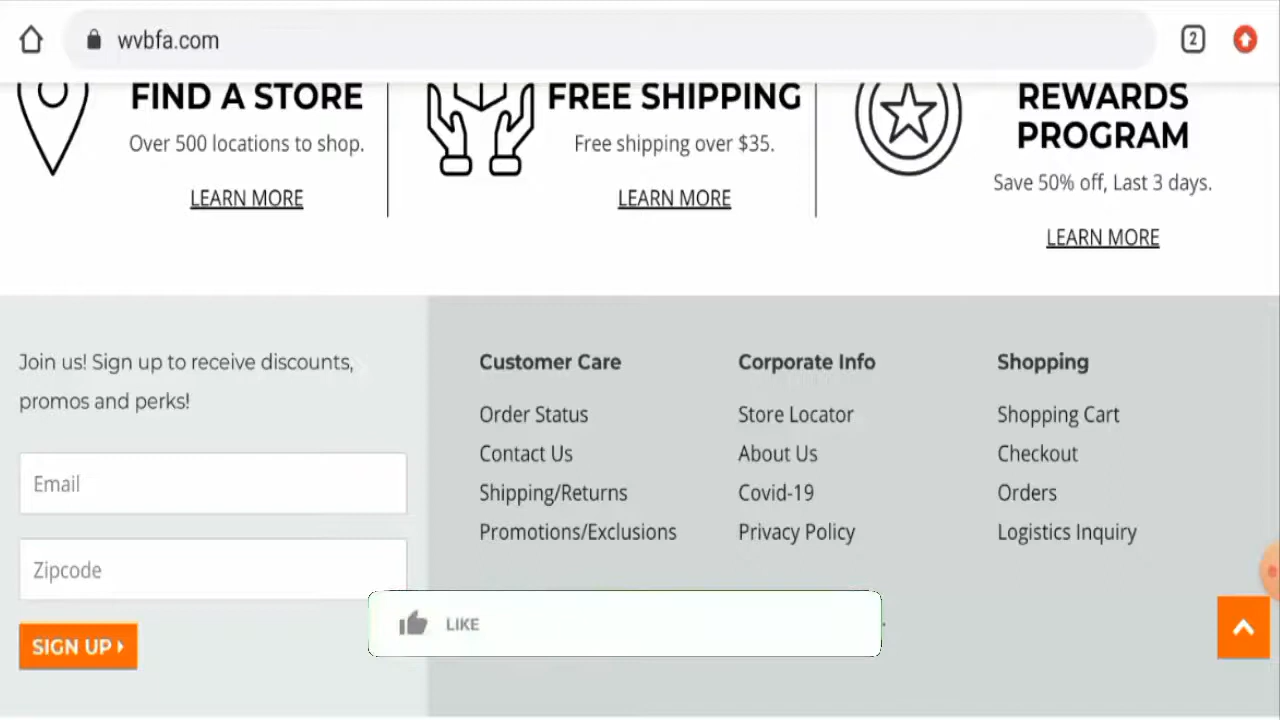 wvbfa.com
2
FIND A STORE
Over 500 locations to shop.
LEARN MORE
FREE SHIPPING
Free shipping over $35.
LEARN MORE
REWARDS
PROGRAM
Save 50% off, Last 3 days.
LEARN MORE
Join us! Sign up to receive discounts,
promos and perks!
Email
Zipcode
SIGN UP
Customer Care
Order Status
Contact Us
Shipping/Returns
Promotions/Exclusions
Corporate Info
Store Locator
About Us
Covid-19
Privacy Policy
Shopping
Shopping Cart
Checkout
Orders
Logistics Inquiry
LIKE